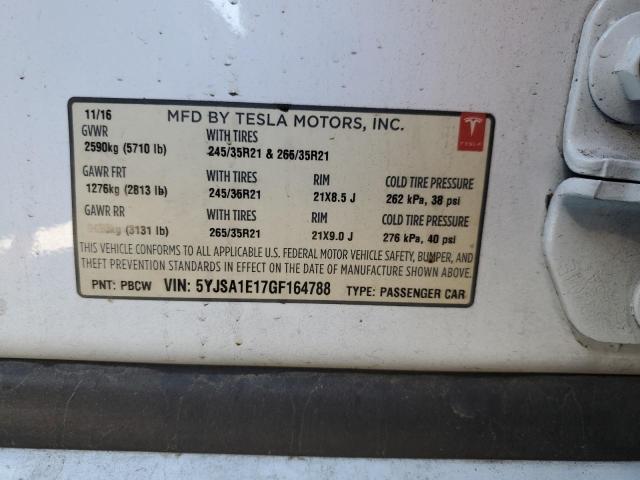 11/16 MFD BY TESLA MOTORS, INC.
GVWR WITH TIRES
2590kg (5710 lb) 245/35R21 & 266/35R21
GAWR FRT WITH TIRES RIM COLD TIRE PRESSURE
1276kg (2813 lb) 245/36R21 21X8.5 J 262 kPa, 38 psi
GAWR RR WITH TIRES RIM COLD TIRE PRESSURE
(3131 lb) 265/35R21 21X9.0 J 276 kPa, 40 psi
THIS VEHICLE CONFORMS TO ALL APPLICABLE U.S. FEDERAL MOTOR VEHICLE SAFETY, BUMPER, AND
THEFT PREVENTION STANDARDS IN EFFECT ON THE DATE OF MANUFACTURE SHOWN ABOVE.
PNT: PBCW VIN: 5YJSA1E17GF164788 TYPE: PASSENGER CAR